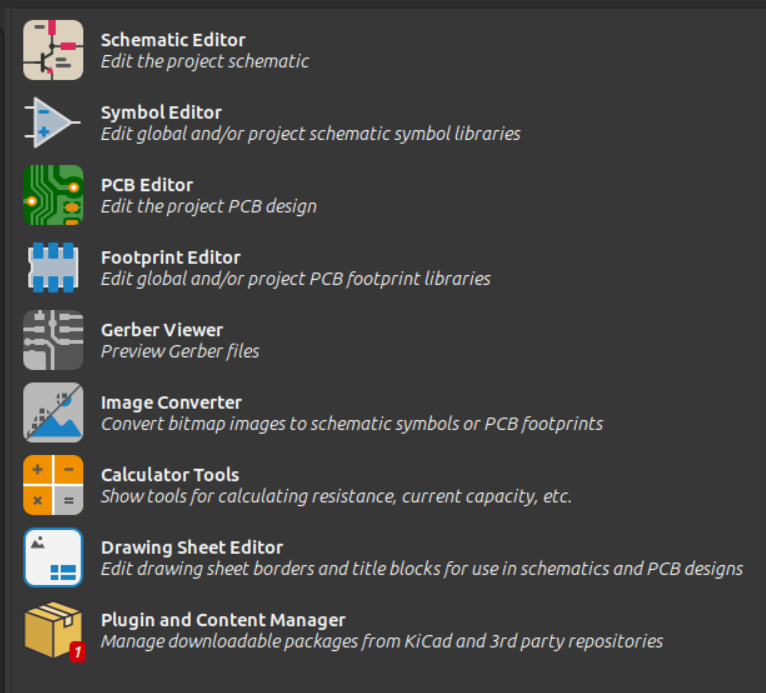 Schematic Editor
Edit the project schematic
Symbol Editor
Edit global and/or project schematic symbol libraries
PCB Editor
Edit the project PCB design
Footprint Editor
Edit global and/or project PCB footprint libraries
Gerber Viewer
Preview Gerber files
Image Converter
Convert bitmap images to schematic symbols or PCB footprints
Calculator Tools
Show tools for calculating resistance, current capacity, etc.
Drawing Sheet Editor
Edit drawing sheet borders and title blocks for use in schematics and PCB designs
Plugin and Content Manager
Manage downloadable packages from KiCad and 3rd party repositories
1